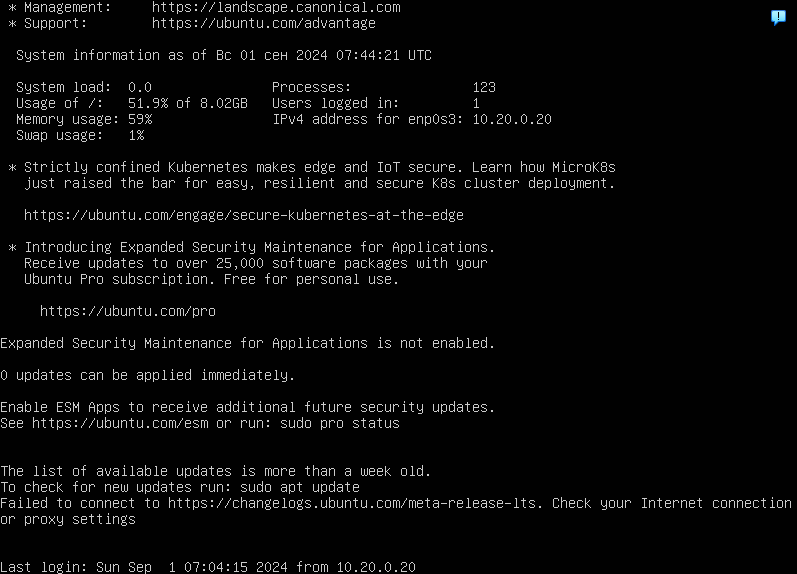 * Management:     https://landscape.canonical.com
 * Support:        https://ubuntu.com/advantage

  System information as of Вс 01 сен 2024 07:44:21 UTC

  System load:  0.0               Processes:               123
  Usage of /:   51.9% of 8.02GB   Users logged in:         1
  Memory usage: 59%               IPv4 address for enp0s3: 10.20.0.20
  Swap usage:   1%

 * Strictly confined Kubernetes makes edge and IoT secure. Learn how MicroK8s
   just raised the bar for easy, resilient and secure K8s cluster deployment.

   https://ubuntu.com/engage/secure-kubernetes-at-the-edge

 * Introducing Expanded Security Maintenance for Applications.
   Receive updates to over 25,000 software packages with your
   Ubuntu Pro subscription. Free for personal use.

     https://ubuntu.com/pro

Expanded Security Maintenance for Applications is not enabled.

0 updates can be applied immediately.

Enable ESM Apps to receive additional future security updates.
See https://ubuntu.com/esm or run: sudo pro status


The list of available updates is more than a week old.
To check for new updates run: sudo apt update
Failed to connect to https://changelogs.ubuntu.com/meta-release-lts. Check your Internet connection
or proxy settings


Last login: Sun Sep  1 07:04:15 2024 from 10.20.0.20